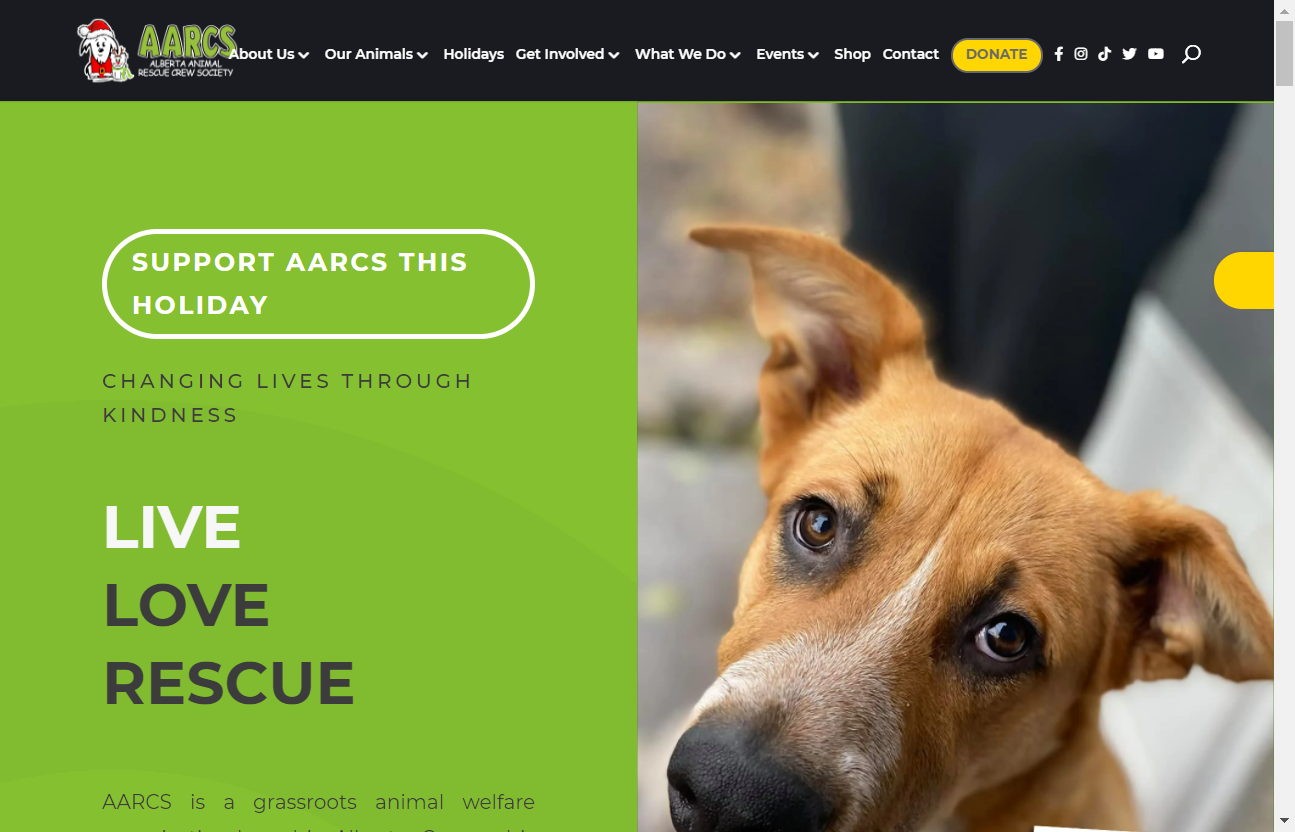 AARCS
ALBERTA ANIMAL
RESCUE CREW SOCIETY
About Us Our Animals Holidays Get Involved What We Do Events Shop Contact DONATE
SUPPORT AARCS THIS
HOLIDAY
CHANGING LIVES THROUGH
KINDNESS
LIVE
LOVE
RESCUE
AARCS is a grassroots animal welfare